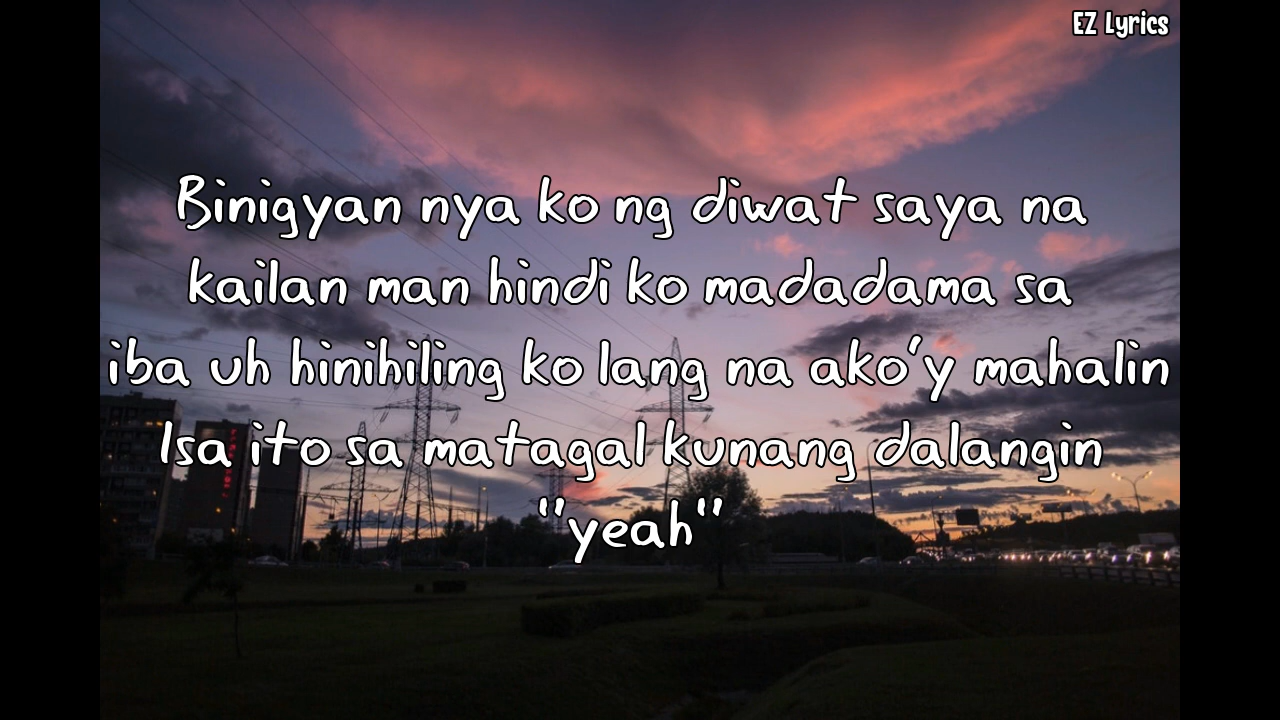 EZ Lyrics
Binigyan nya ko ng diwat saya na
kailan man hindi ko madadama sa
iba uh hinihiling ko lang na ako'y mahalin
Isa ito sa matagal kunang dalangin
"yeah"